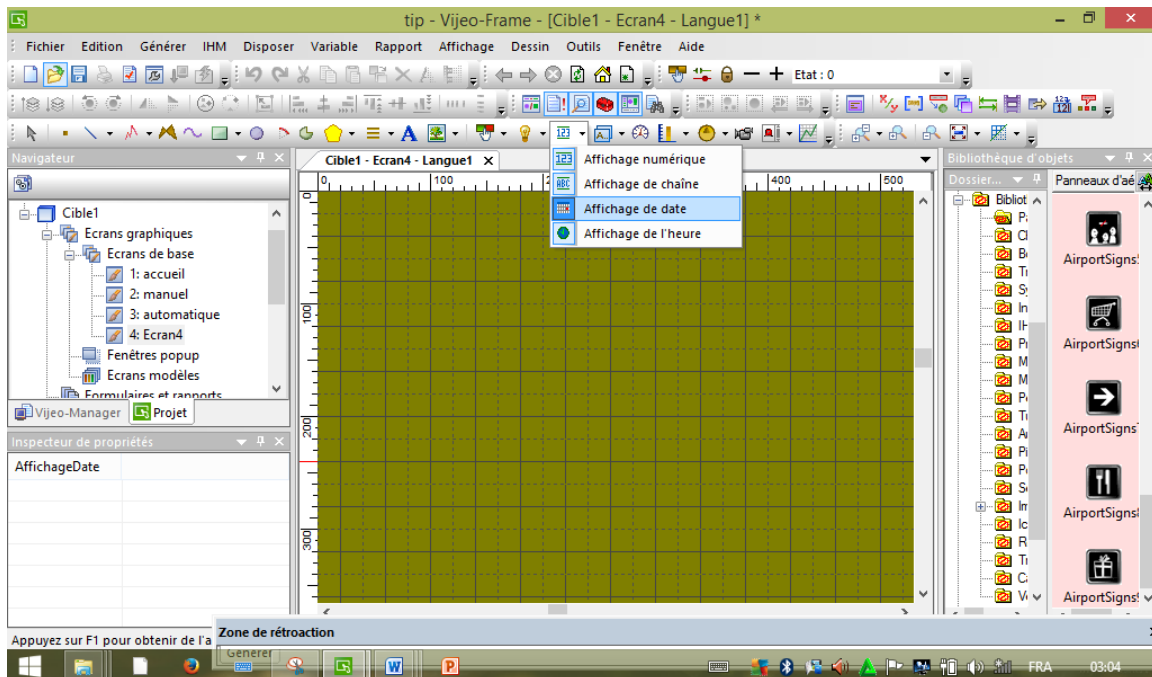 tip - Vijeo-Frame - [Cible1 - Ecran4 - Langue1] *
Fichier Edition Générer IHM Disposer Variable Rapport Affichage Dessin Outils Fenêtre Aide
Etat : 0
Navigateur
Cible1 - Ecran4 - Langue1
Bibliothèque d'objets
Affichage numérique
Affichage de chaîne
Affichage de date
Affichage de l'heure
0 100 400 500
100
200
300
Cible1
Ecrans graphiques
Ecrans de base
1: accueil
2: manuel
3: automatique
4: Ecran4
Fenêtres popup
Ecrans modèles
Formulaires et rapports
Vijeo-Manager Projet
Inspecteur de propriétés
AffichageDate
Dossier... Panneaux d'aé
Bibliot
AirportSigns
AirportSigns
AirportSigns
AirportSigns
AirportSigns
Appuyez sur F1 pour obtenir de l'a
Zone de rétroaction
Générer
FRA 03:04